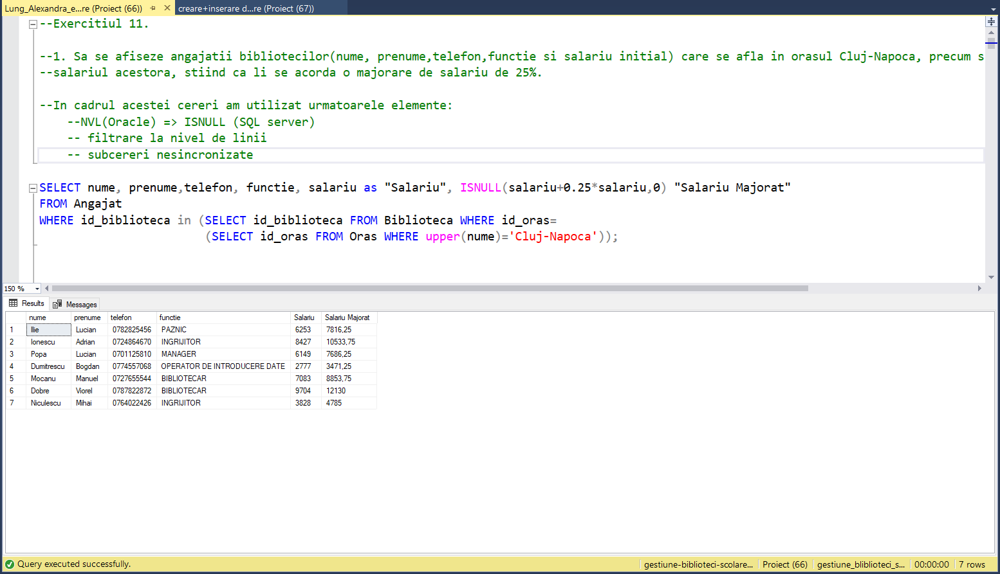 Lung_Alexandra_e...re (Proiect (66))
creare+inserare d...re (Proiect (67))
--Exercitiul 11.
--1. Sa se afiseze angajatii bibliotecilor(nume, prenume,telefon,functie si salariu initial) care se afla in orasul Cluj-Napoca, precum s
--salariul acestora, stiind ca li se acorda o majorare de salariu de 25%.
--In cadrul acestei cereri am utilizat urmatoarele elemente:
--NVL(Oracle) => ISNULL (SQL server)
-- filtrare la nivel de linii
-- subcereri nesincronizate
SELECT nume, prenume,telefon, functie, salariu as "Salariu", ISNULL(salariu+0.25*salariu,0) "Salariu Majorat"
FROM Angajat
WHERE id_biblioteca in (SELECT id_biblioteca FROM Biblioteca WHERE id_oras=
(SELECT id_oras FROM Oras WHERE upper(nume)='Cluj-Napoca'));
150 %
Results Messages
nume prenume telefon functie Salariu Salariu Majorat
1 Ilie Lucian 0782825456 PAZNIC 6253 7816,25
2 Ionescu Adrian 0724864670 INGRIJITOR 8427 10533,75
3 Popa Lucian 0701125810 MANAGER 6149 7686,25
4 Dumitrescu Bogdan 0774557068 OPERATOR DE INTRODUCERE DATE 2777 3471,25
5 Mocanu Manuel 0727655544 BIBLIOTECAR 7083 8853,75
6 Dobre Viorel 0787822872 BIBLIOTECAR 9704 12130
7 Niculescu Mihai 0764022426 INGRIJITOR 3828 4785
Query executed successfully.
gestiune-biblioteci-scolare... Proiect (66) gestiune_bliblioteci_s... 00:00:00 7 rows